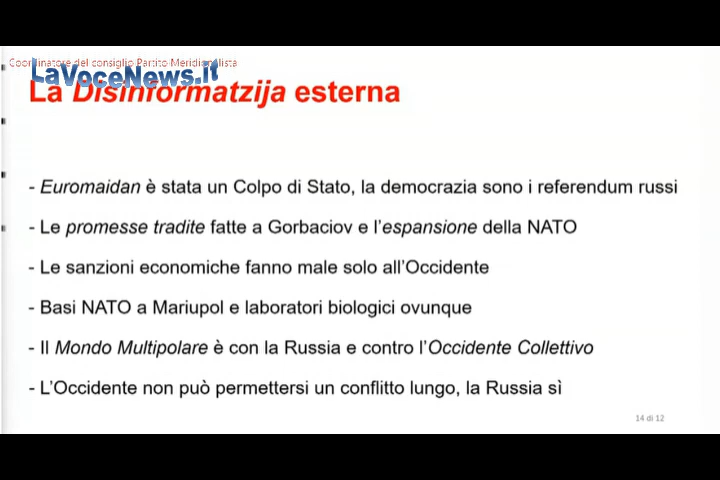 Coordinatore del consiglio Partito Meridionalista
LaVoceNews.it
La Disinformatzija esterna
- Euromaidan è stata un Colpo di Stato, la democrazia sono i referendum russi
- Le promesse tradite fatte a Gorbaciov e l'espansione della NATO
- Le sanzioni economiche fanno male solo all'Occidente
- Basi NATO a Mariupol e laboratori biologici ovunque
- Il Mondo Multipolare è con la Russia e contro l'Occidente Collettivo
- L'Occidente non può permettersi un conflitto lungo, la Russia sì
14 di 12